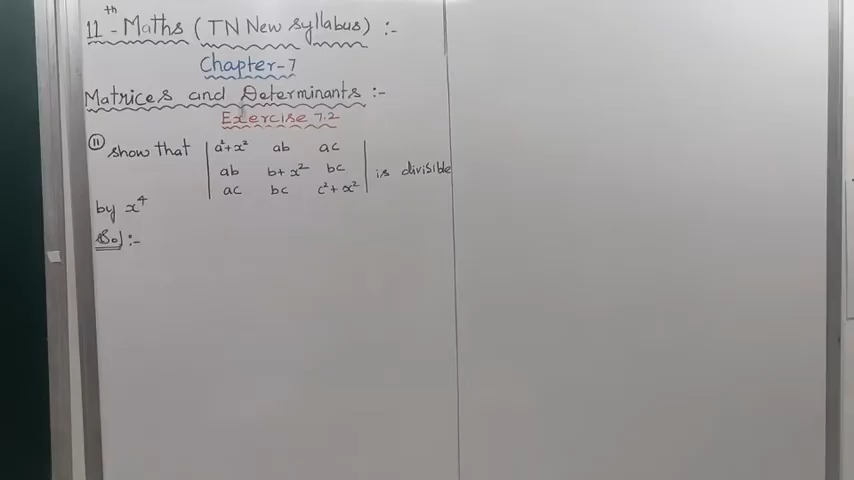 11th - Maths (TN New syllabus) :-
Chapter-7
Matrices and Determinants :-
Exercise 7.2
⑪ show that | a²+x² ab ac |
| ab b+x² bc | is divisible
| ac bc c²+x² |
by x⁴
Sol :-